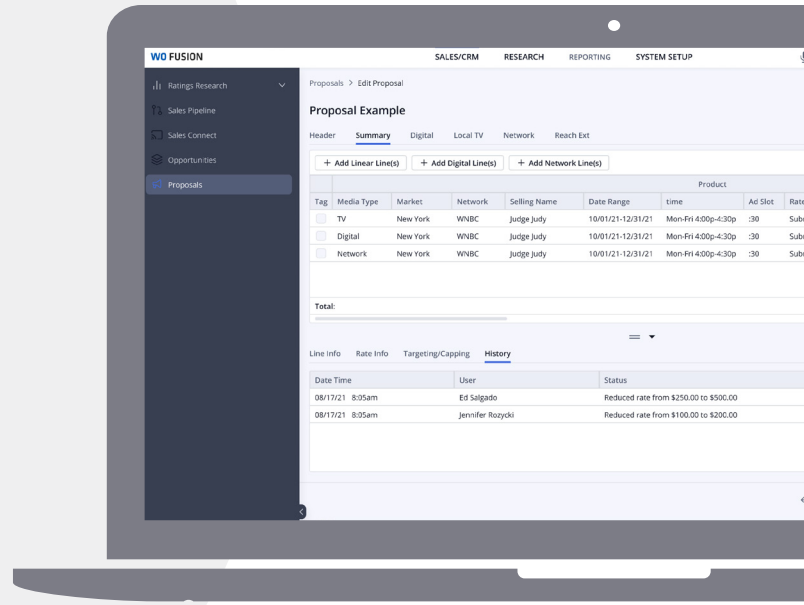 WO FUSION SALES/CRM RESEARCH REPORTING SYSTEM SETUP
Ratings Research
Sales Pipeline
Sales Connect
Opportunities
Proposals
Proposals > Edit Proposal
Proposal Example
Header Summary Digital Local TV Network Reach Ext
+ Add Linear Line(s) + Add Digital Line(s) + Add Network Line(s)
Product
Tag Media Type Market Network Selling Name Date Range time Ad Slot Rate
TV New York WNBC Judge Judy 10/01/21-12/31/21 Mon-Fri 4:00p-4:30p :30
Digital New York WNBC Judge Judy 10/01/21-12/31/21 Mon-Fri 4:00p-4:30p :30
Network New York WNBC Judge Judy 10/01/21-12/31/21 Mon-Fri 4:00p-4:30p :30
Total:
Line Info Rate Info Targeting/Capping History
Date Time User Status
08/17/21 8:05am Ed Salgado Reduced rate from $250.00 to $500.00
08/17/21 8:05am Jennifer Rozycki Reduced rate from $100.00 to $200.00